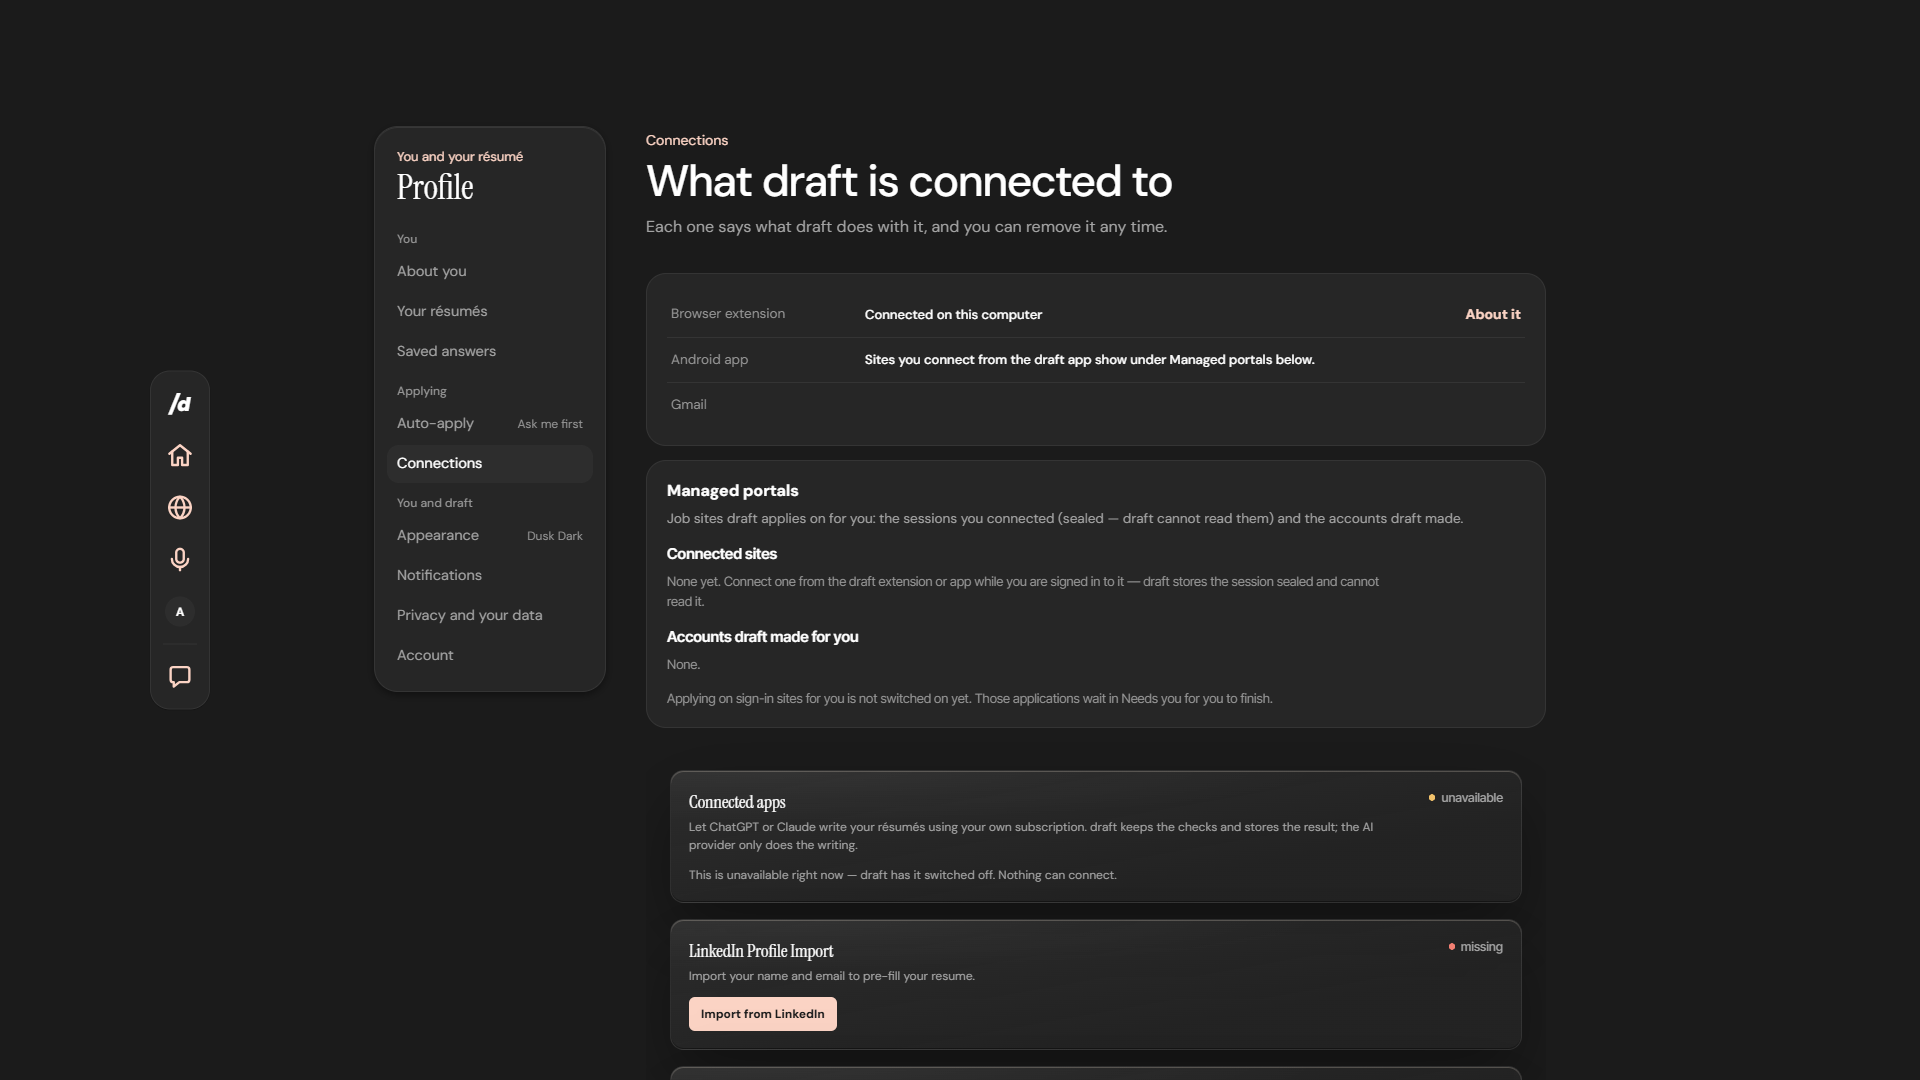 /d
A
You and your résumé
Profile
You
About you
Your résumés
Saved answers
Applying
Auto-apply Ask me first
Connections
You and draft
Appearance Dusk Dark
Notifications
Privacy and your data
Account
Connections
What draft is connected to
Each one says what draft does with it, and you can remove it any time.
Browser extension Connected on this computer About it
Android app Sites you connect from the draft app show under Managed portals below.
Gmail
Managed portals
Job sites draft applies on for you: the sessions you connected (sealed — draft cannot read them) and the accounts draft made.
Connected sites
None yet. Connect one from the draft extension or app while you are signed in to it — draft stores the session sealed and cannot
read it.
Accounts draft made for you
None.
Applying on sign-in sites for you is not switched on yet. Those applications wait in Needs you for you to finish.
Connected apps unavailable
Let ChatGPT or Claude write your résumés using your own subscription. draft keeps the checks and stores the result; the AI
provider only does the writing.
This is unavailable right now — draft has it switched off. Nothing can connect.
LinkedIn Profile Import missing
Import your name and email to pre-fill your resume.
Import from LinkedIn